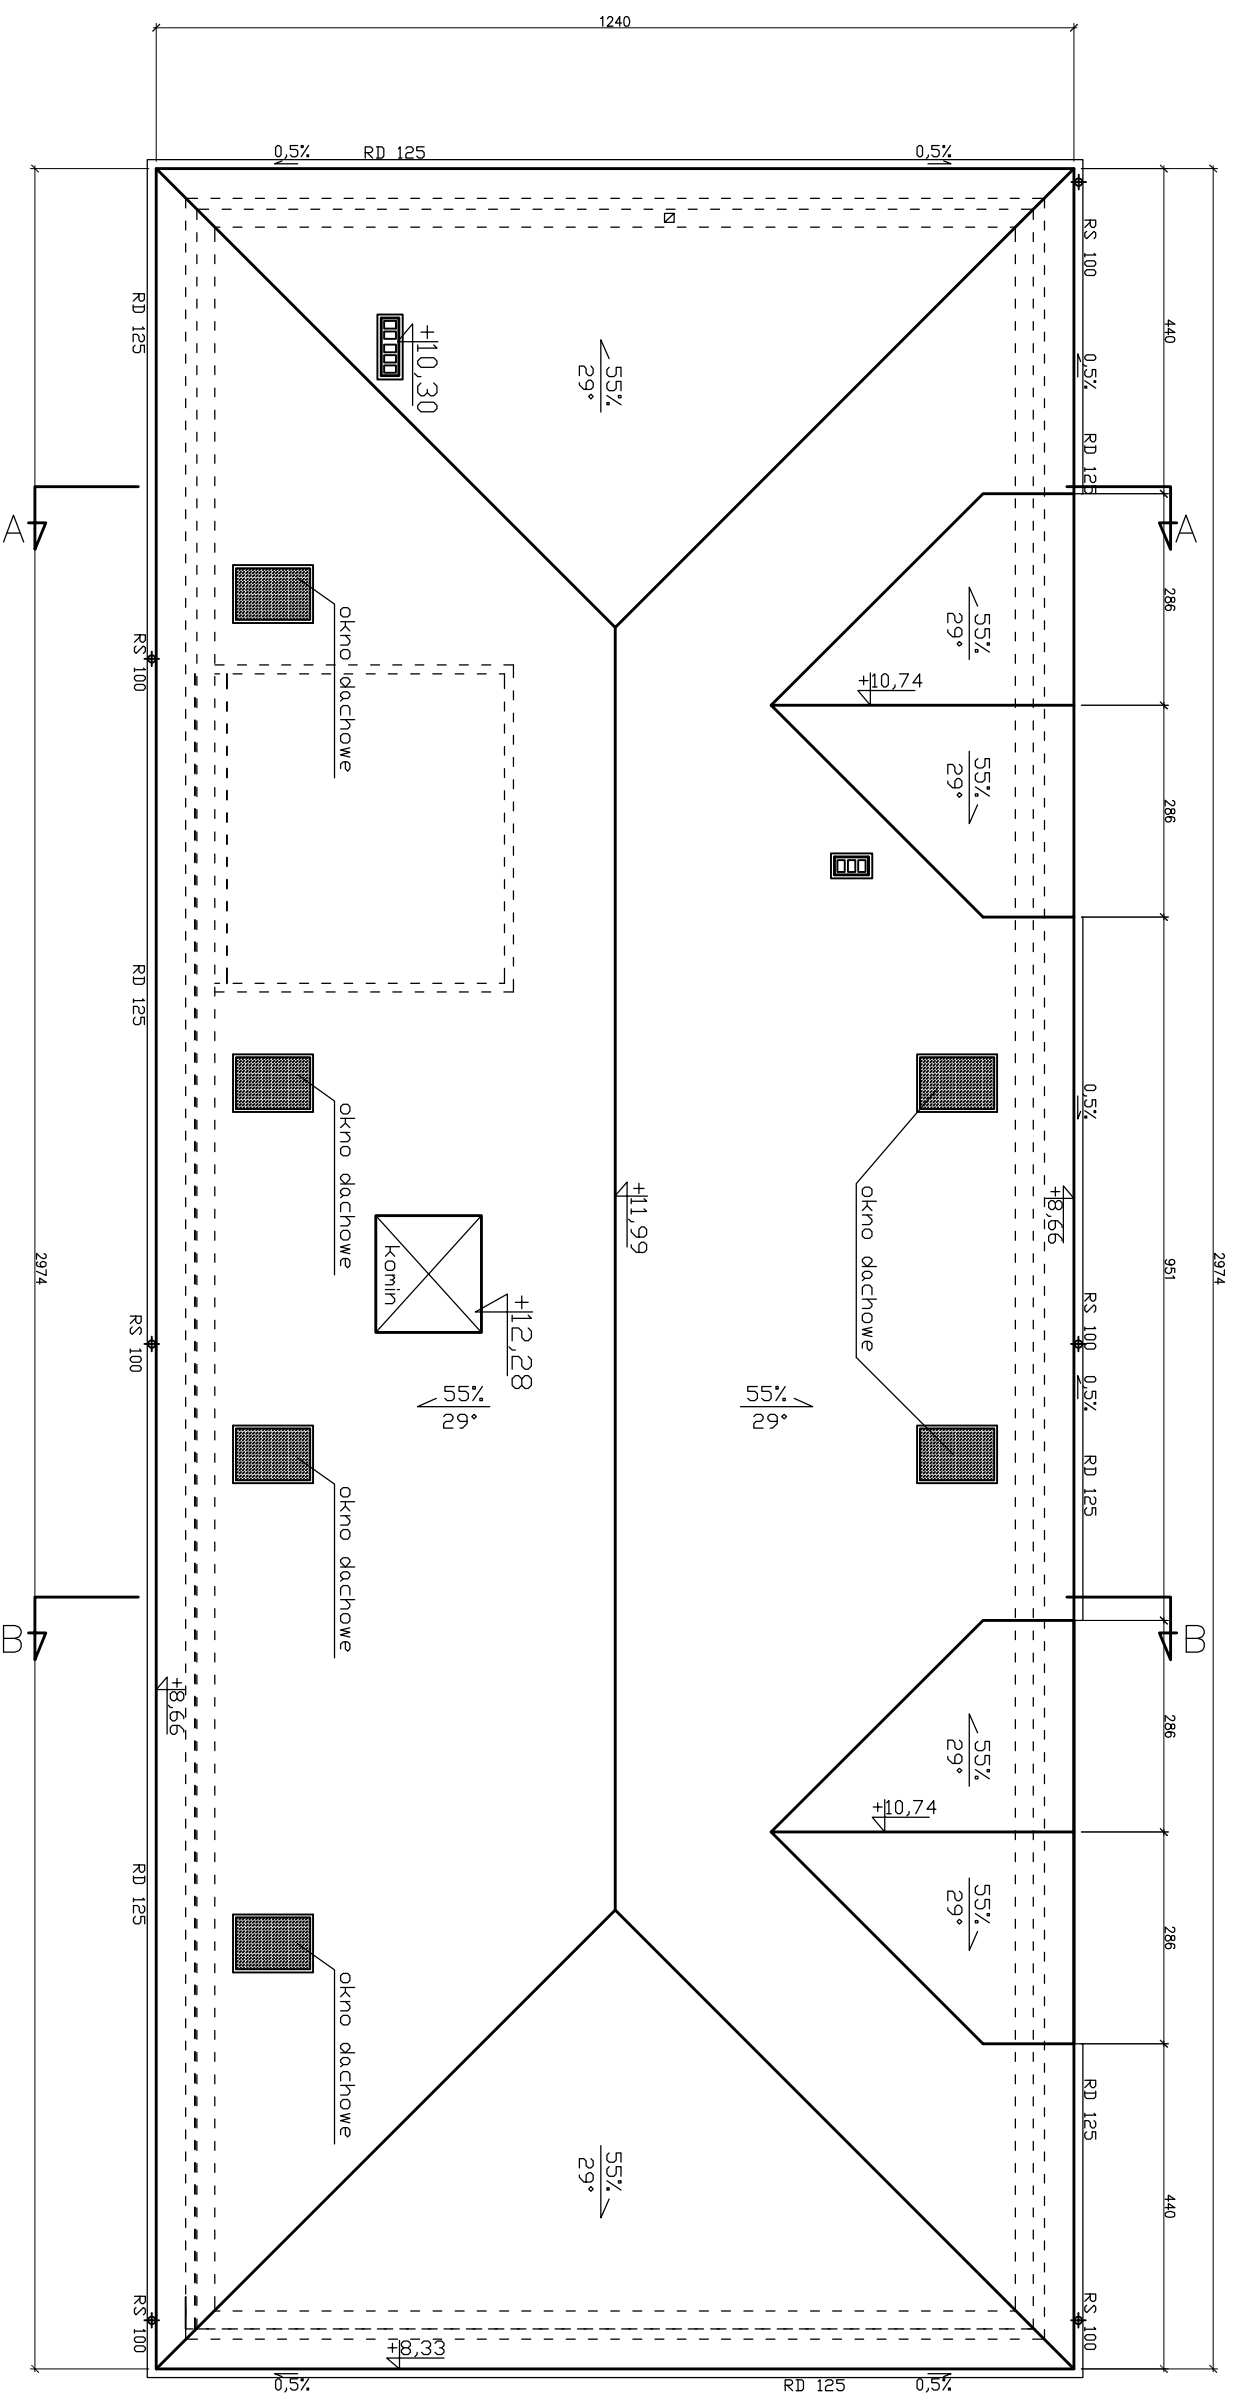 1240
0,5%
RD 125
0,5%
RS 100
440
0,5%
RD 125
RD 125
+10,30
55%
29°
A
A
55%
29°
286
+10,74
okno dachowe
RS 100
55%
29°
286
RD 125
okno dachowe
0,5%
+11,99
+8,66
okno dachowe
komin
+12,28
951
2974
2974
RS 100
RS 100
0,5%
55%
29°
55%
29°
RD 125
okno dachowe
B
B
+8,66
55%
29°
286
+10,74
RD 125
55%
29°
286
okno dachowe
RD 125
55%
29°
440
RS 100
RS 100
+8,33
0,5%
RD 125
0,5%